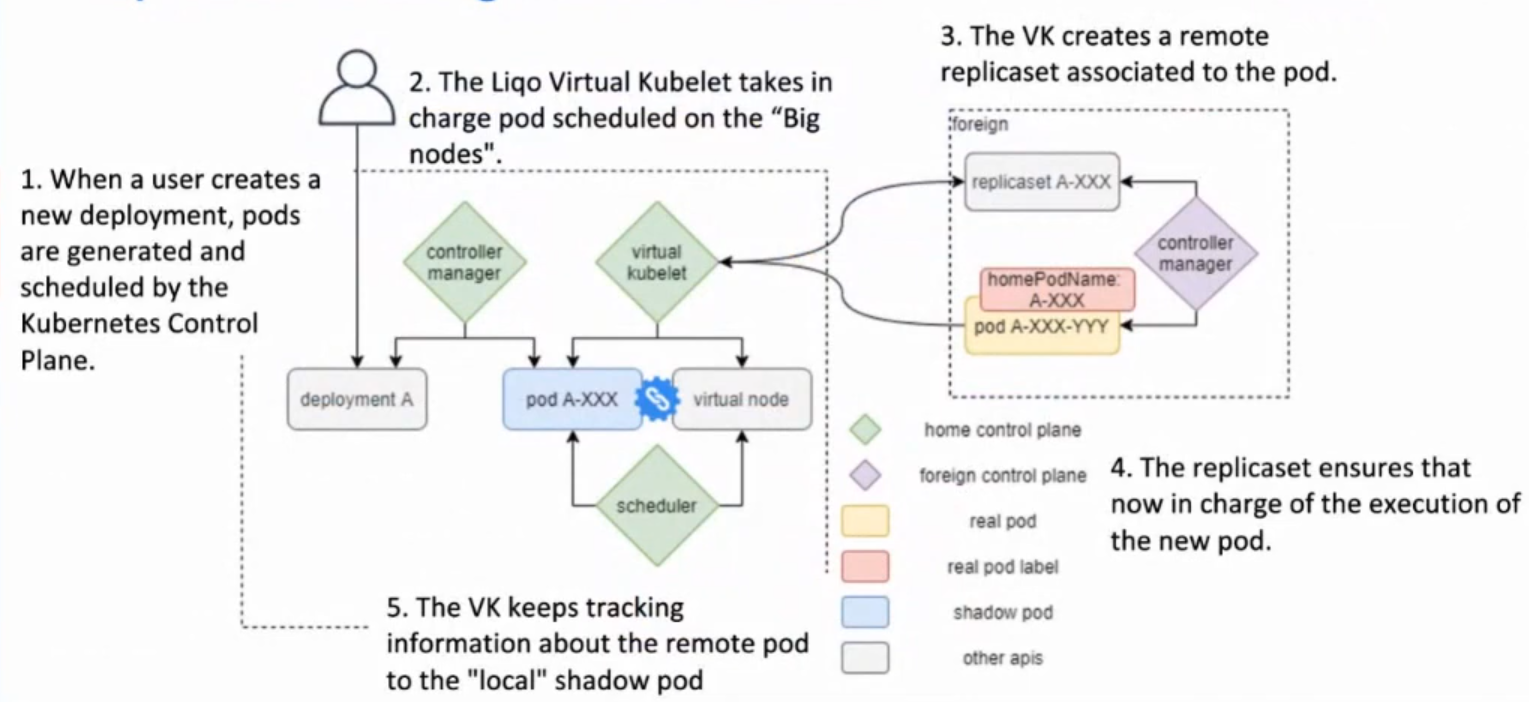 3. The VK creates a remote
replicaset associated to the pod.
2. The Liqo Virtual Kubelet takes in
charge pod scheduled on the “Big
nodes".
1. When a user creates a
new deployment, pods
are generated and
scheduled by the
Kubernetes Control
Plane.
controller
manager
virtual
kubelet
deployment A
pod A-XXX
virtual node
scheduler
foreign
replicaset A-XXX
controller
manager
homePodName:
A-XXX
pod A-XXX-YYY
home control plane
foreign control plane
real pod
real pod label
shadow pod
other apis
4. The replicaset ensures that
now in charge of the execution of
the new pod.
5. The VK keeps tracking
information about the remote pod
to the "local" shadow pod